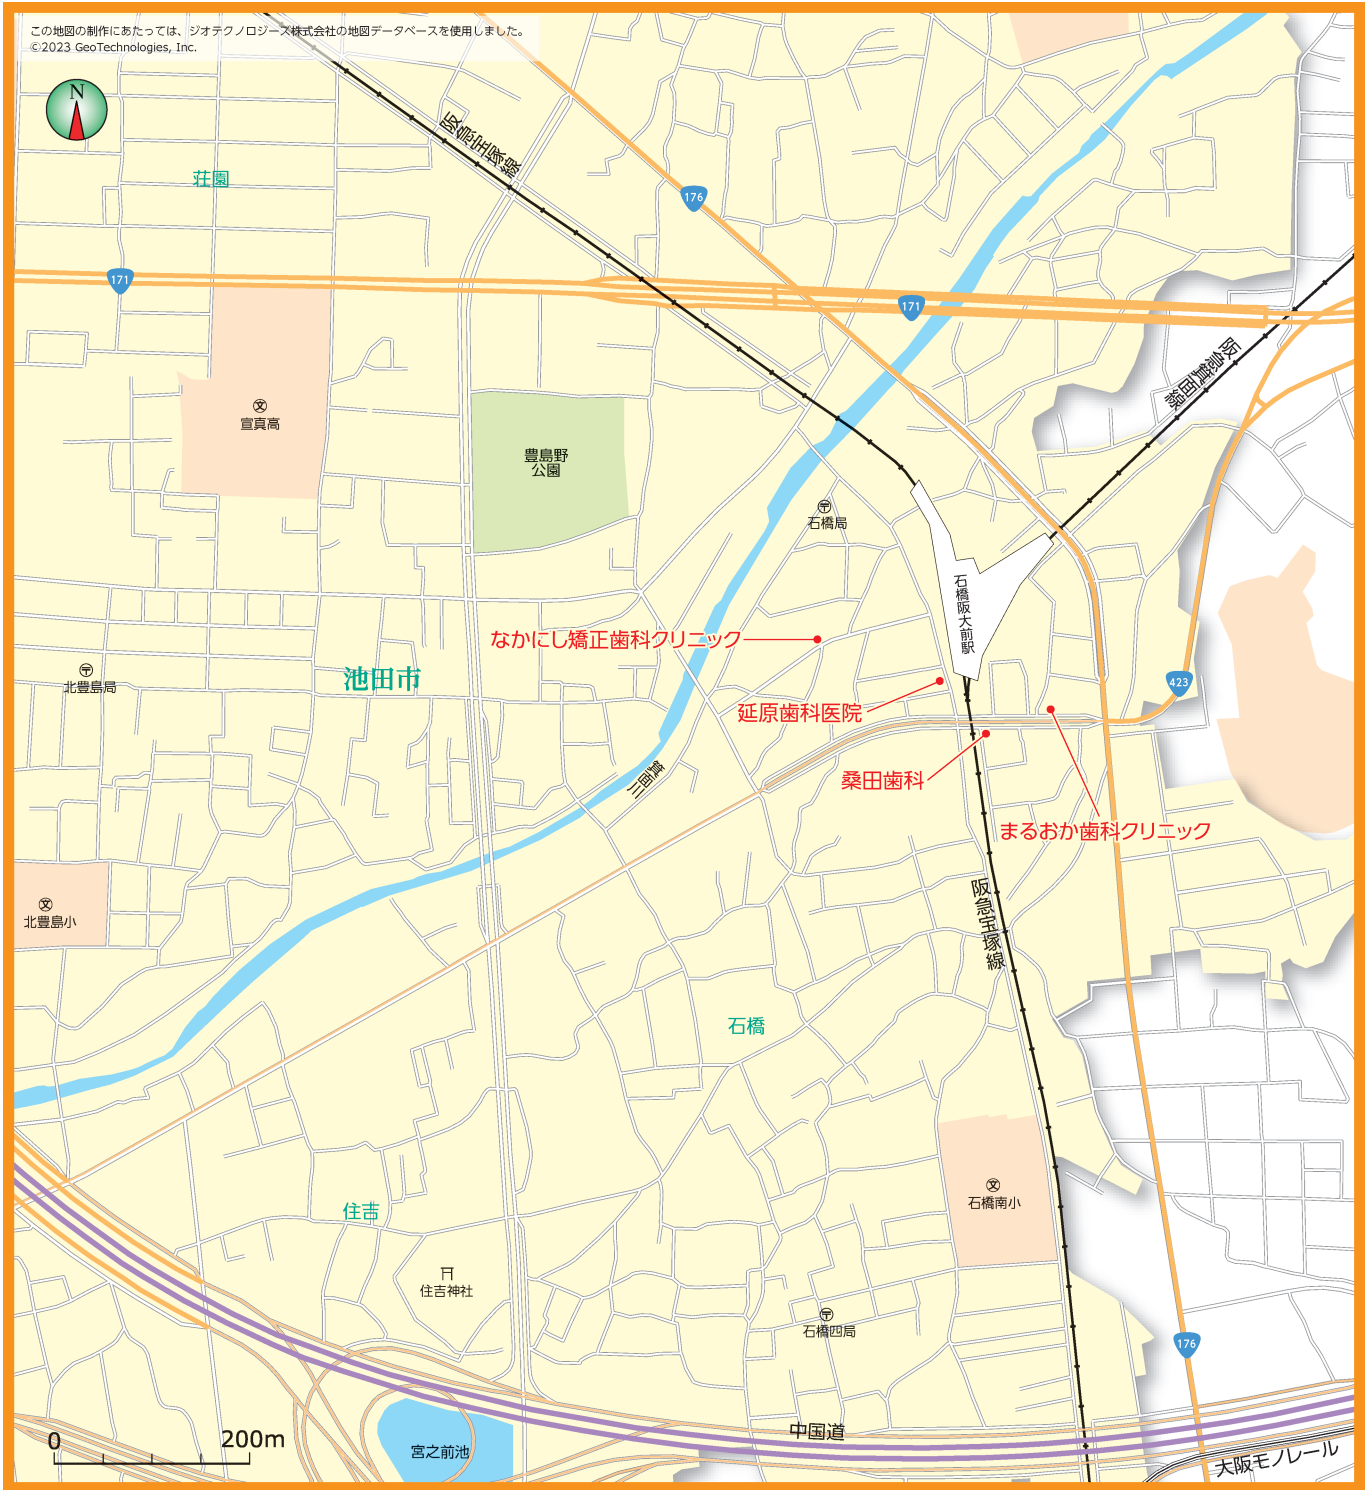 この地図の制作にあたっては、ジオテクノロジーズ株式会社の地図データベースを使用しました。
©2023 GeoTechnologies, Inc.
N
阪急宝塚線
荘園
176
171
171
阪急箕面線
宣真高
豊島野
公園
石橋局
石橋阪大前駅
なかにし矯正歯科クリニック
北豊島局
池田市
423
延原歯科医院
箕面川
桑田歯科
まるおか歯科クリニック
北豊島小
阪急宝塚線
石橋
石橋南小
住吉
住吉神社
石橋四局
176
中国道
0
200m
宮之前池
大阪モノレール
文
文
文